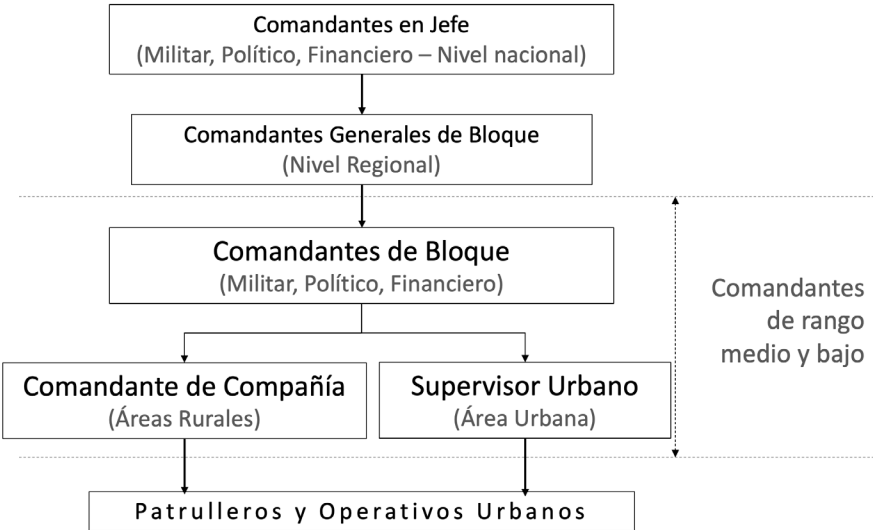 Comandantes en Jefe
(Militar, Político, Financiero – Nivel nacional)
Comandantes Generales de Bloque
(Nivel Regional)
Comandantes de Bloque
(Militar, Político, Financiero)
Comandantes
de rango
medio y bajo
Comandante de Compañía
(Áreas Rurales)
Supervisor Urbano
(Área Urbana)
Patrulleros y Operativos Urbanos